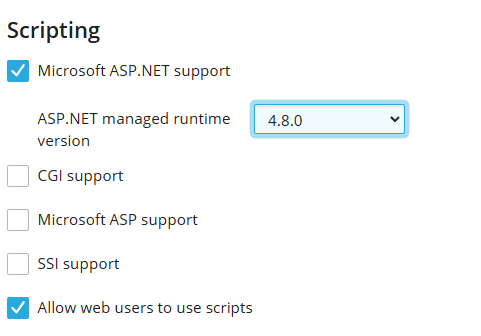 Scripting
Microsoft ASP.NET support
ASP.NET managed runtime
version
4.8.0
CGI support
Microsoft ASP support
SSI support
Allow web users to use scripts